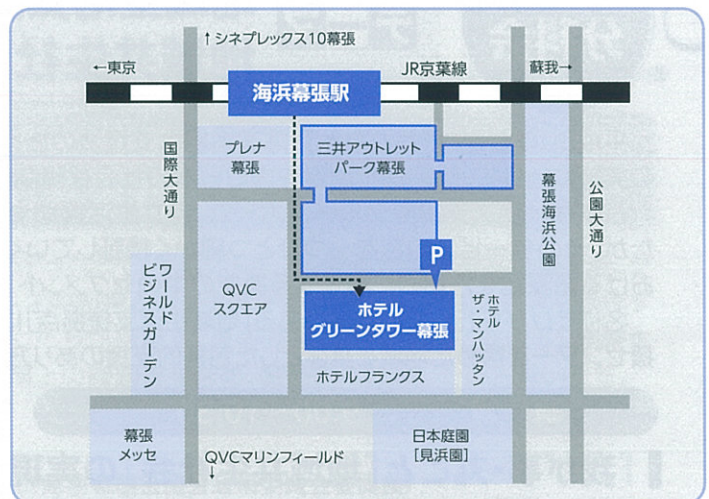 ↑シネプレックス10幕張
←東京
JR京葉線
蘇我→
海浜幕張駅
国際大通り
プレナ
幕張
三井アウトレット
パーク幕張
幕張海浜公園
公園大通り
P
ワールド
ビジネスガーデン
QVC
スクエア
ホテル
グリーンタワー幕張
ホテル
ザ・マンハッタン
ホテルフランクス
幕張
メッセ
QVCマリンフィールド
↓
日本庭園
[見浜園]